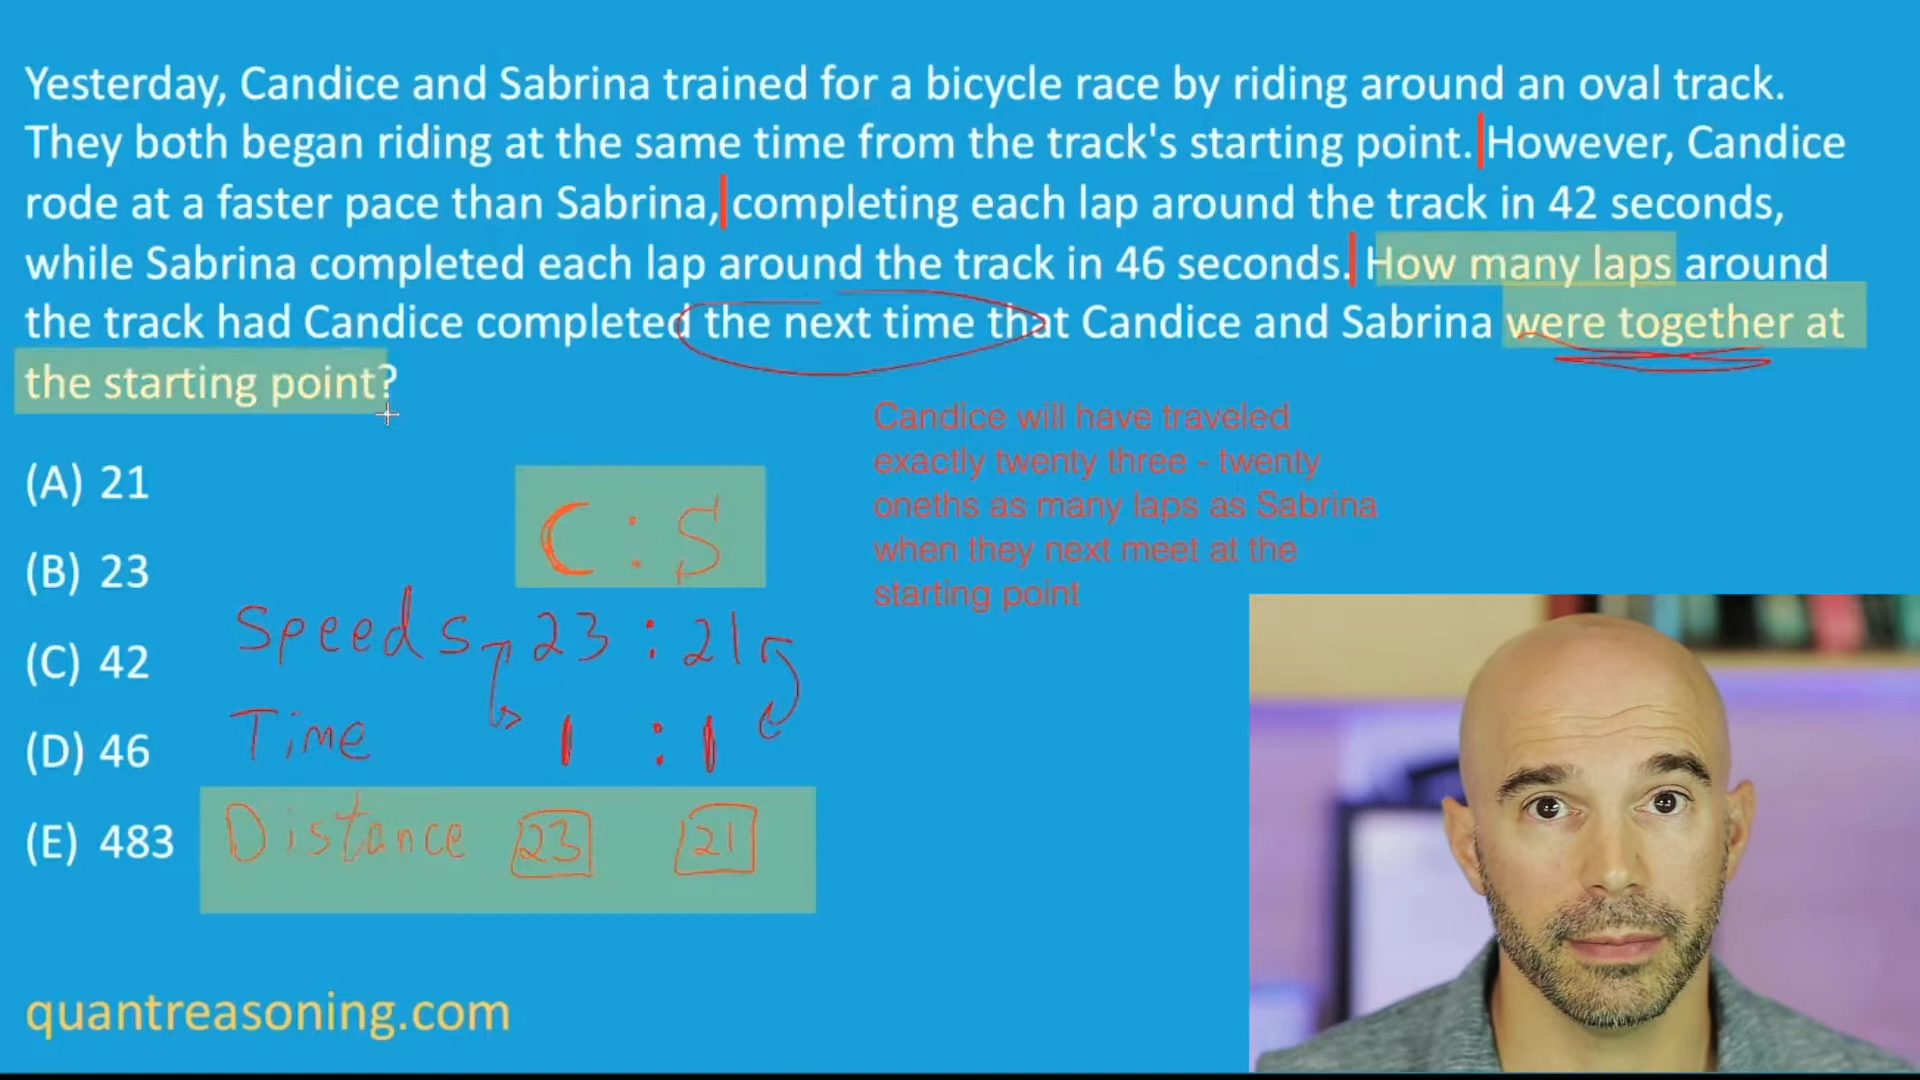 Yesterday, Candice and Sabrina trained for a bicycle race by riding around an oval track.
They both began riding at the same time from the track's starting point. However, Candice
rode at a faster pace than Sabrina, completing each lap around the track in 42 seconds,
while Sabrina completed each lap around the track in 46 seconds. How many laps around
the track had Candice completed the next time that Candice and Sabrina were together at
the starting point?
Candice will have traveled
exactly twenty three - twenty
oneths as many laps as Sabrina
when they next meet at the
starting point
(A) 21
(B) 23
(C) 42
(D) 46
(E) 483
C : S
Speeds 23 : 21
Time 1 : 1
Distance 23 21
quantreasoning.com